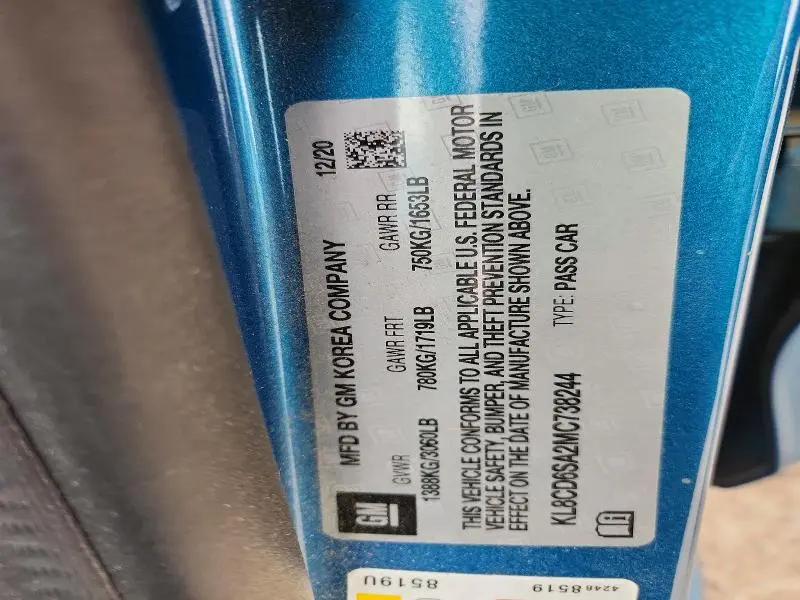 GM
MFD BY GM KOREA COMPANY 12/20
GVWR GAWR FRT GAWR RR
1388KG/3060LB 780KG/1719LB 750KG/1653LB
THIS VEHICLE CONFORMS TO ALL APPLICABLE U.S. FEDERAL MOTOR
VEHICLE SAFETY, BUMPER, AND THEFT PREVENTION STANDARDS IN
EFFECT ON THE DATE OF MANUFACTURE SHOWN ABOVE.
KL8CD6SA2MC738244 TYPE: PASS CAR
42488519
8519U